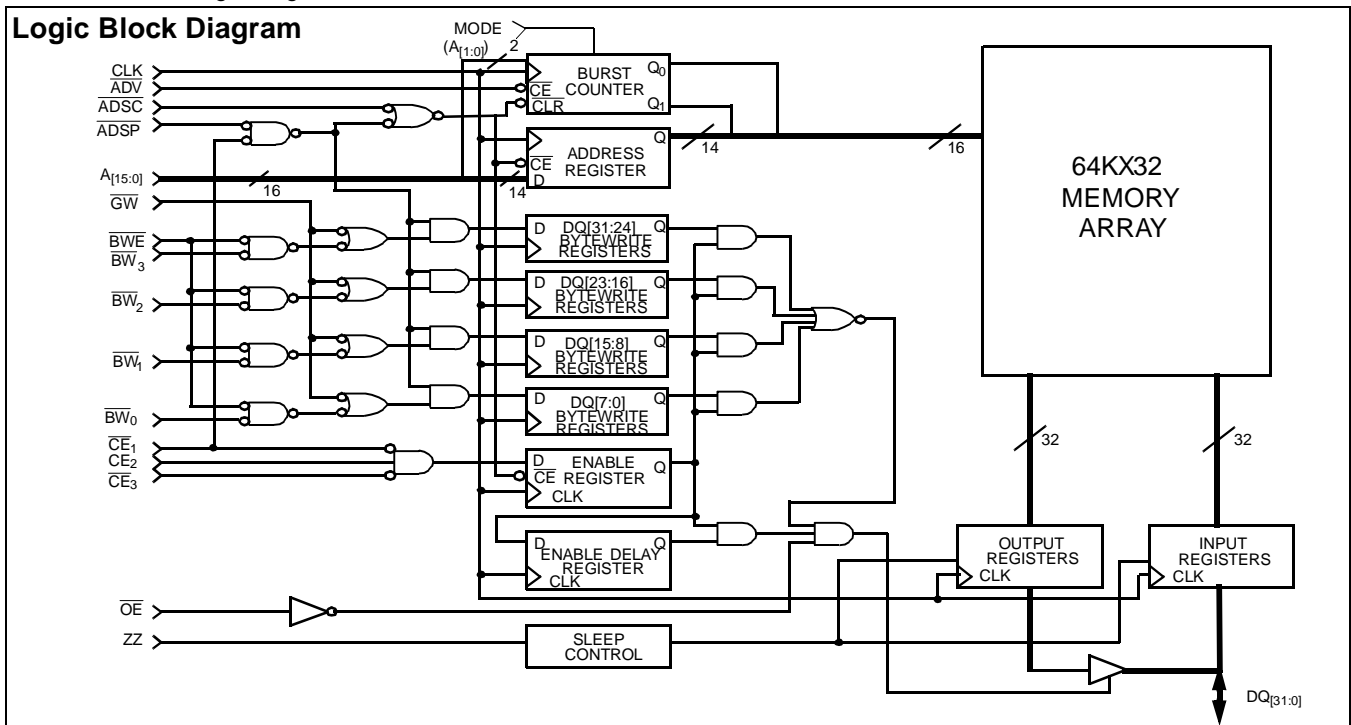 Logic Block Diagram
MODE
(A[1:0])
2
CLK
ADV
ADSC
ADSP
A[15:0]
16
GW
BWE
BW3
BW2
BW1
BW0
CE1
CE2
CE3
OE
ZZ
BURST
COUNTER
CE
CLR
Q0
Q1
ADDRESS
REGISTER
CE
D
Q
14
14
16
D
DQ[31:24]
Q
BYTEWRITE
REGISTERS
D
DQ[23:16]
Q
BYTEWRITE
REGISTERS
D
DQ[15:8]
Q
BYTEWRITE
REGISTERS
D
DQ[7:0]
Q
BYTEWRITE
REGISTERS
D
ENABLE
Q
CE
REGISTER
CLK
D
ENABLE DELAY
Q
REGISTER
CLK
SLEEP
CONTROL
64KX32
MEMORY
ARRAY
32
32
OUTPUT
REGISTERS
CLK
INPUT
REGISTERS
CLK
DQ[31:0]